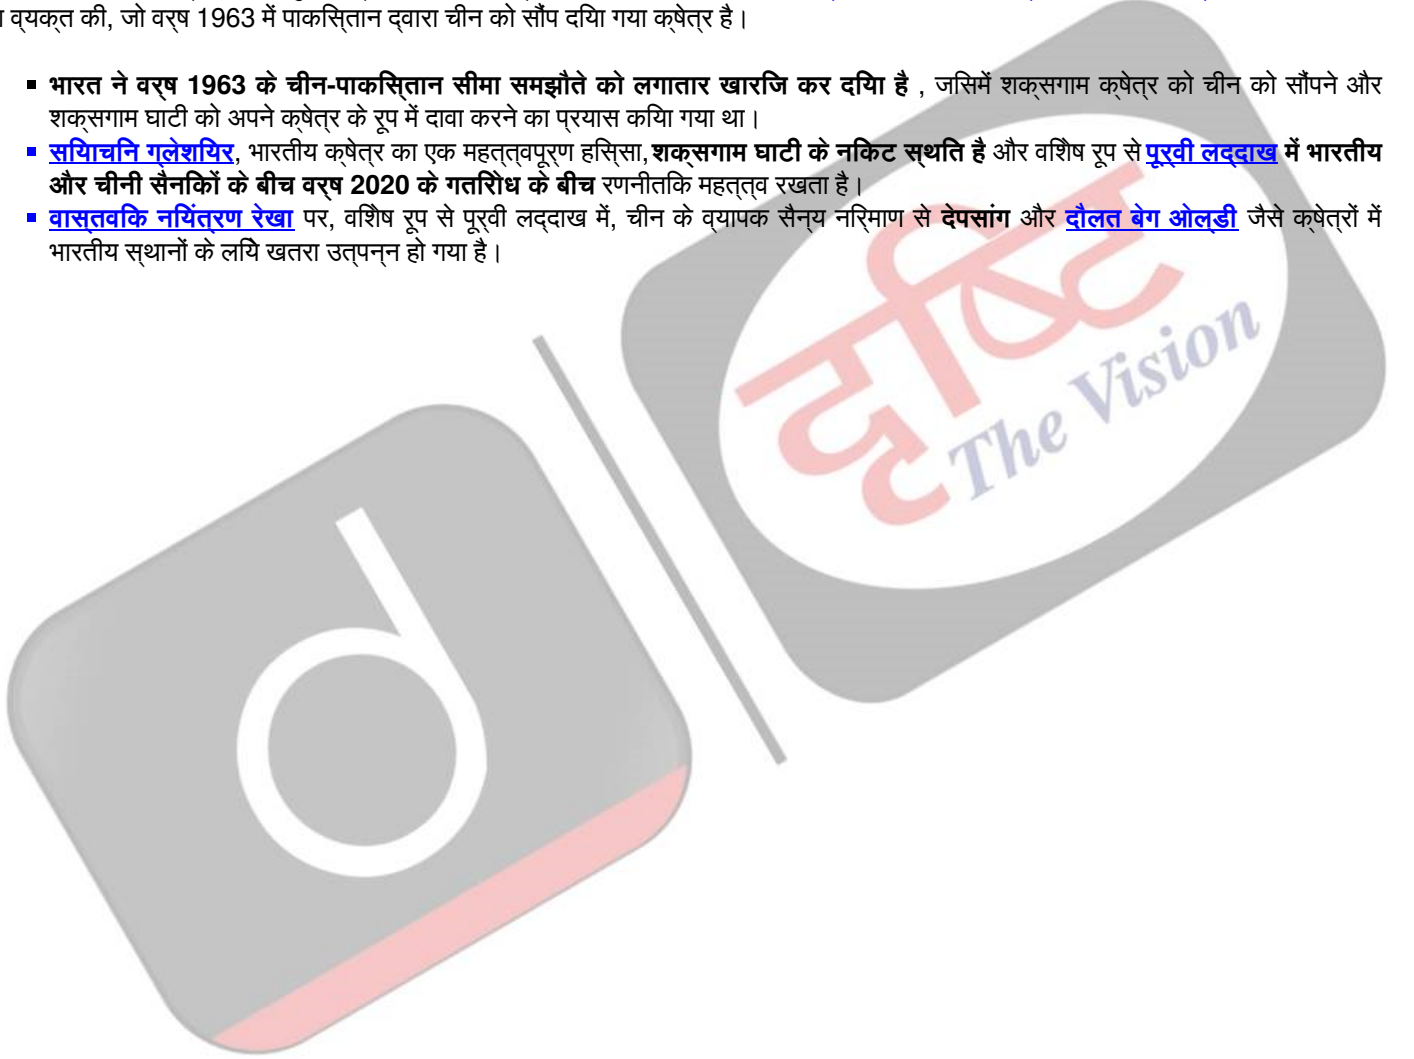 व्यक्त की, जो वर्ष 1963 में पाकिस्तान द्वारा चीन को सौंप दिया गया क्षेत्र है।
भारत ने वर्ष 1963 के चीन-पाकिस्तान सीमा समझौते को लगातार खारिज कर दिया है , जिसमें शक्सगाम क्षेत्र को चीन को सौंपने और
शक्सगाम घाटी को अपने क्षेत्र के रूप में दावा करने का प्रयास किया गया था।
सियाचिन ग्लेशियर, भारतीय क्षेत्र का एक महत्त्वपूर्ण हिस्सा, शक्सगाम घाटी के निकट स्थित है और विशेष रूप से पूर्वी लद्दाख में भारतीय
और चीनी सैनिकों के बीच वर्ष 2020 के गतिरोध के बीच रणनीतिक महत्त्व रखता है।
वास्तविक नियंत्रण रेखा पर, विशेष रूप से पूर्वी लद्दाख में, चीन के व्यापक सैन्य निर्माण से देपसांग और दौलत बेग ओल्डी जैसे क्षेत्रों में
भारतीय स्थानों के लिये खतरा उत्पन्न हो गया है।
दृष्टि
The Vision
d